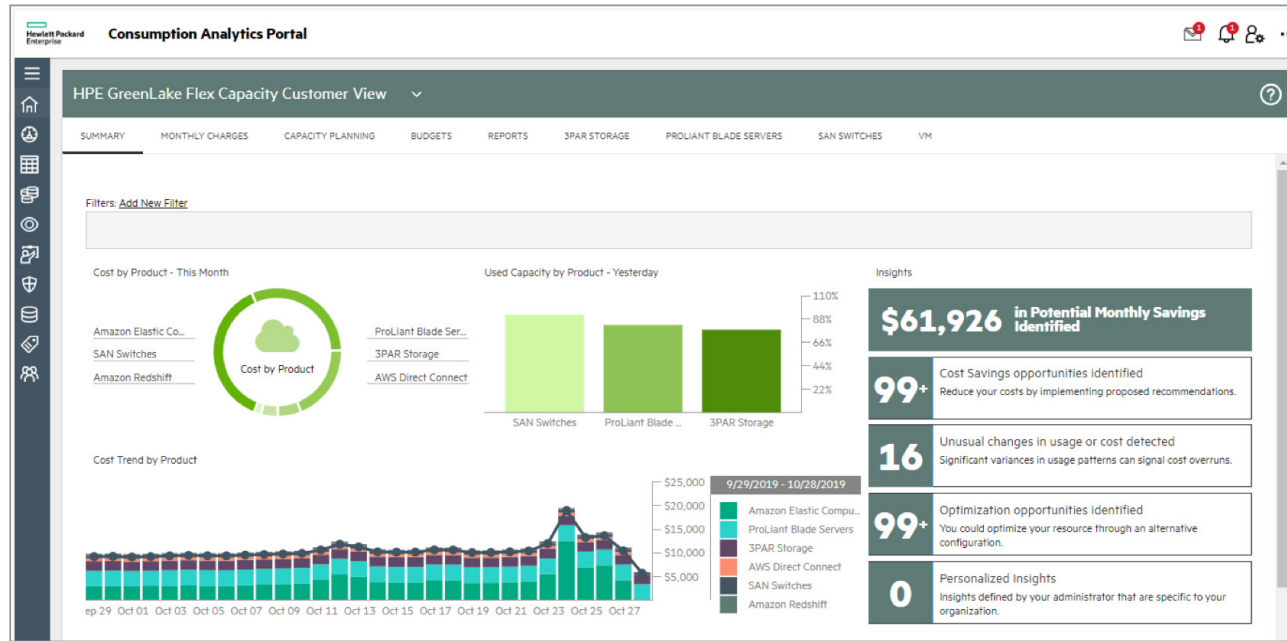 Hewlett Packard
Enterprise
Consumption Analytics Portal
1
1
HPE GreenLake Flex Capacity Customer View
?
SUMMARY MONTHLY CHARGES CAPACITY PLANNING BUDGETS REPORTS 3PAR STORAGE PROLIANT BLADE SERVERS SAN SWITCHES VM
Filters: Add New Filter
Cost by Product - This Month
Amazon Elastic Co...
SAN Switches
Amazon Redshift
Cost by Product
ProLiant Blade Ser...
3PAR Storage
AWS Direct Connect
Used Capacity by Product - Yesterday
110%
88%
66%
44%
22%
SAN Switches ProLiant Blade ... 3PAR Storage
Insights
$61,926 in Potential Monthly Savings
Identified
99+
Cost Savings opportunities identified
Reduce your costs by implementing proposed recommendations.
16
Unusual changes in usage or cost detected
Significant variances in usage patterns can signal cost overruns.
99+
Optimization opportunities identified
You could optimize your resource through an alternative
configuration.
0
Personalized Insights
Insights defined by your administrator that are specific to your
organization.
Cost Trend by Product
$25,000
$20,000
$15,000
$10,000
$5,000
ep 29 Oct 01 Oct 03 Oct 05 Oct 07 Oct 09 Oct 11 Oct 13 Oct 15 Oct 17 Oct 19 Oct 21 Oct 23 Oct 25 Oct 27
9/29/2019 - 10/28/2019
Amazon Elastic Compu...
ProLiant Blade Servers
3PAR Storage
AWS Direct Connect
SAN Switches
Amazon Redshift